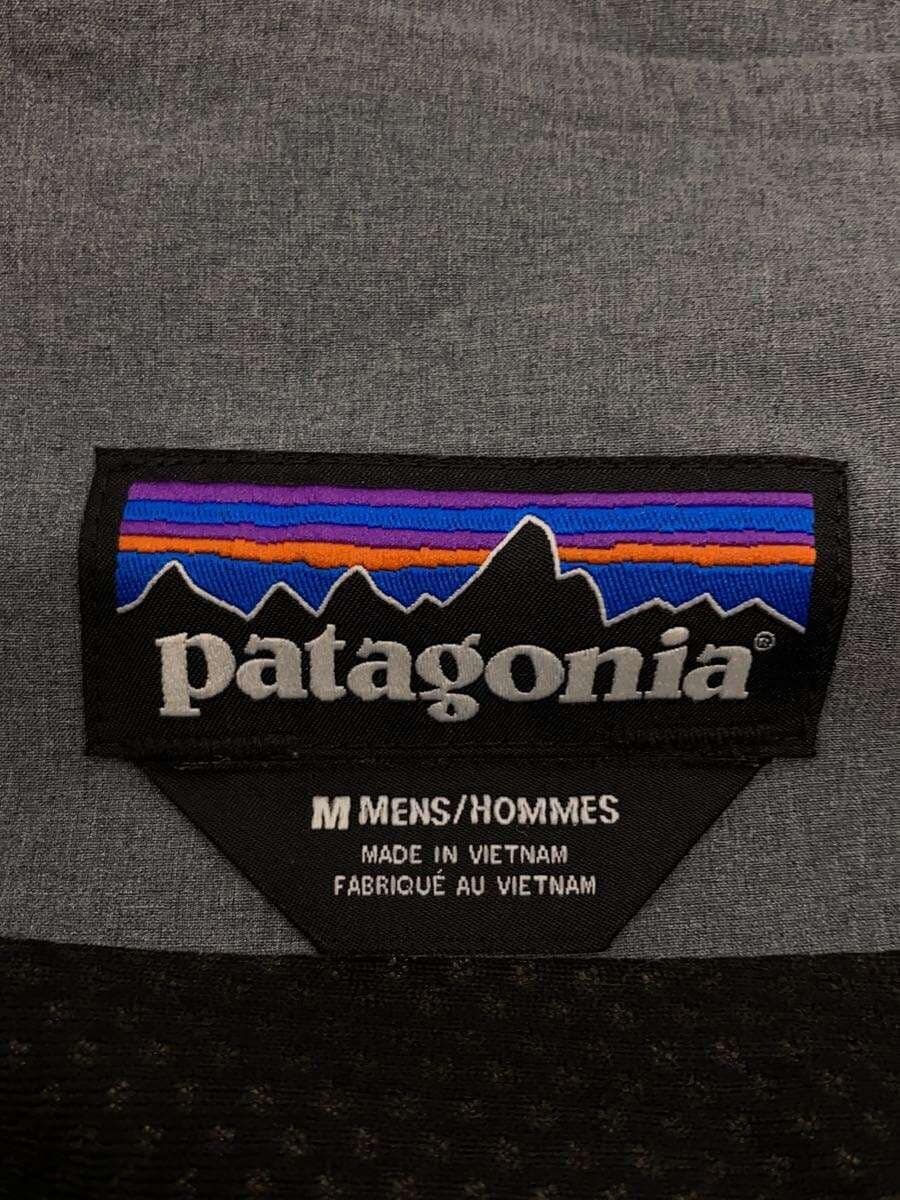 patagonia®
M MENS/HOMMES
MADE IN VIETNAM
FABRIQUÉ AU VIETNAM